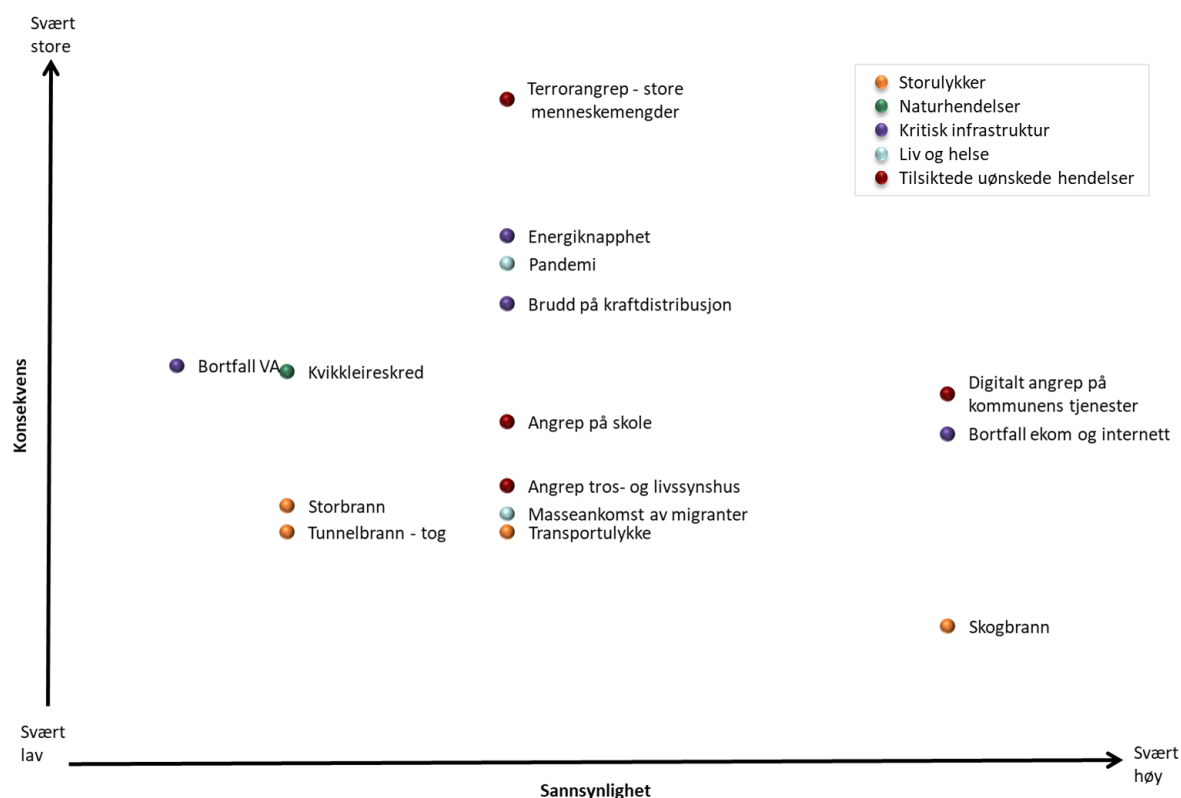 Svært
store
Terrorangrep - store
menneskemengder
Storulykker
Naturhendelser
Kritisk infrastruktur
Liv og helse
Tilsiktede uønskede hendelser
Energiknapphet
Pandemi
Brudd på kraftdistribusjon
Bortfall VA
Kvikkleireskred
Digitalt angrep på
kommunens tjenester
Angrep på skole
Bortfall ekom og internett
Konsekvens
Angrep tros- og livssynshus
Storbrann
Masseankomst av migranter
Tunnelbrann - tog
Transportulykke
Skogbrann
Svært
lav
Svært
høy
Sannsynlighet